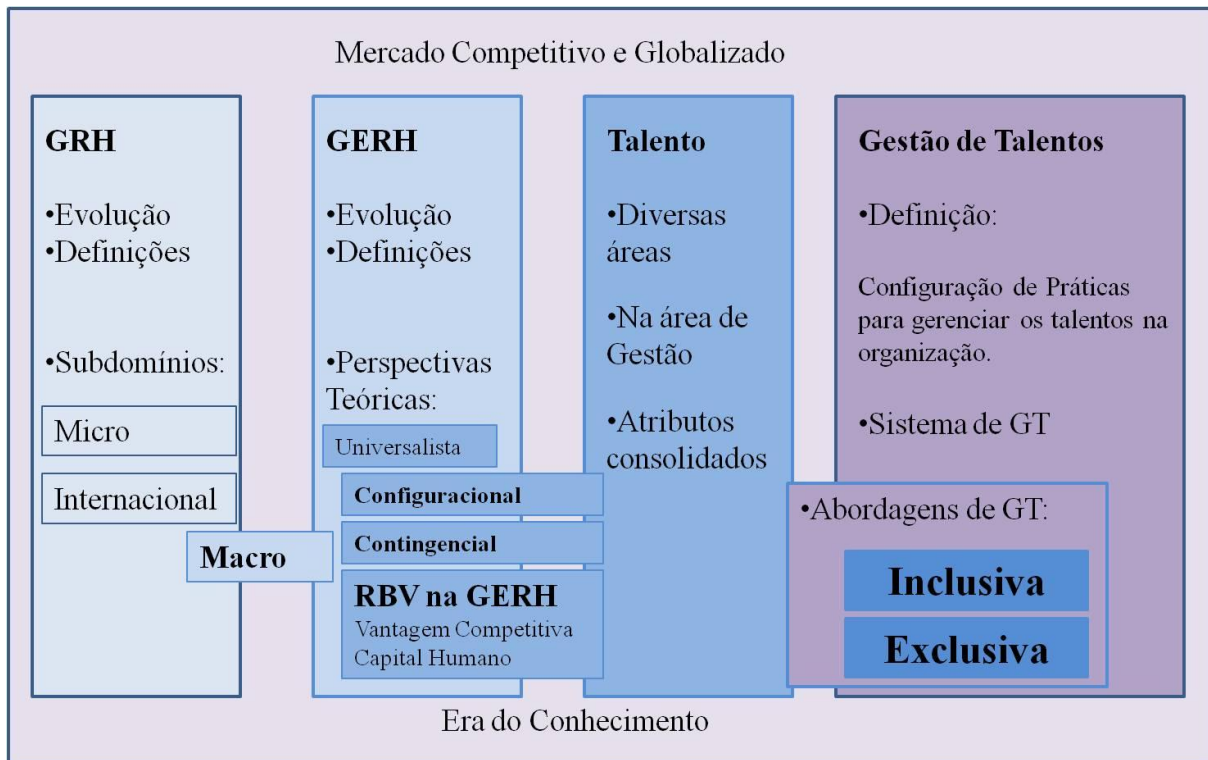 Mercado Competitivo e Globalizado
GRH
•Evolução
•Definições
•Subdomínios:
Micro
Internacional
Macro
GERH
•Evolução
•Definições
•Perspectivas
Teóricas:
Universalista
Configuracional
Contingencial
RBV na GERH
Vantagem Competitiva
Capital Humano
Talento
•Diversas
áreas
•Na área de
Gestão
•Atributos
consolidados
Gestão de Talentos
•Definição:
Configuração de Práticas
para gerenciar os talentos na
organização.
•Sistema de GT
•Abordagens de GT:
Inclusiva
Exclusiva
Era do Conhecimento